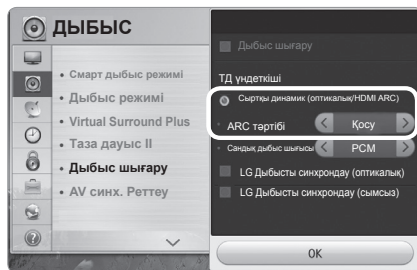 ДЫБЫС
• Смарт дыбыс режимі
• Дыбыс режимі
• Virtual Surround Plus
• Таза дауыс II
• Дыбыс шығару
• AV синх. Реттеу
Дыбыс шығару
ТД үндеткіші
Сыртқы динамик (оптикалық/HDMI ARC)
• ARC тәртібі < Қосу >
• Сандық дыбыс шығысы < PCM >
LG Дыбысты синхрондау (оптикалық)
LG Дыбысты синхрондау (сымсыз)
OK